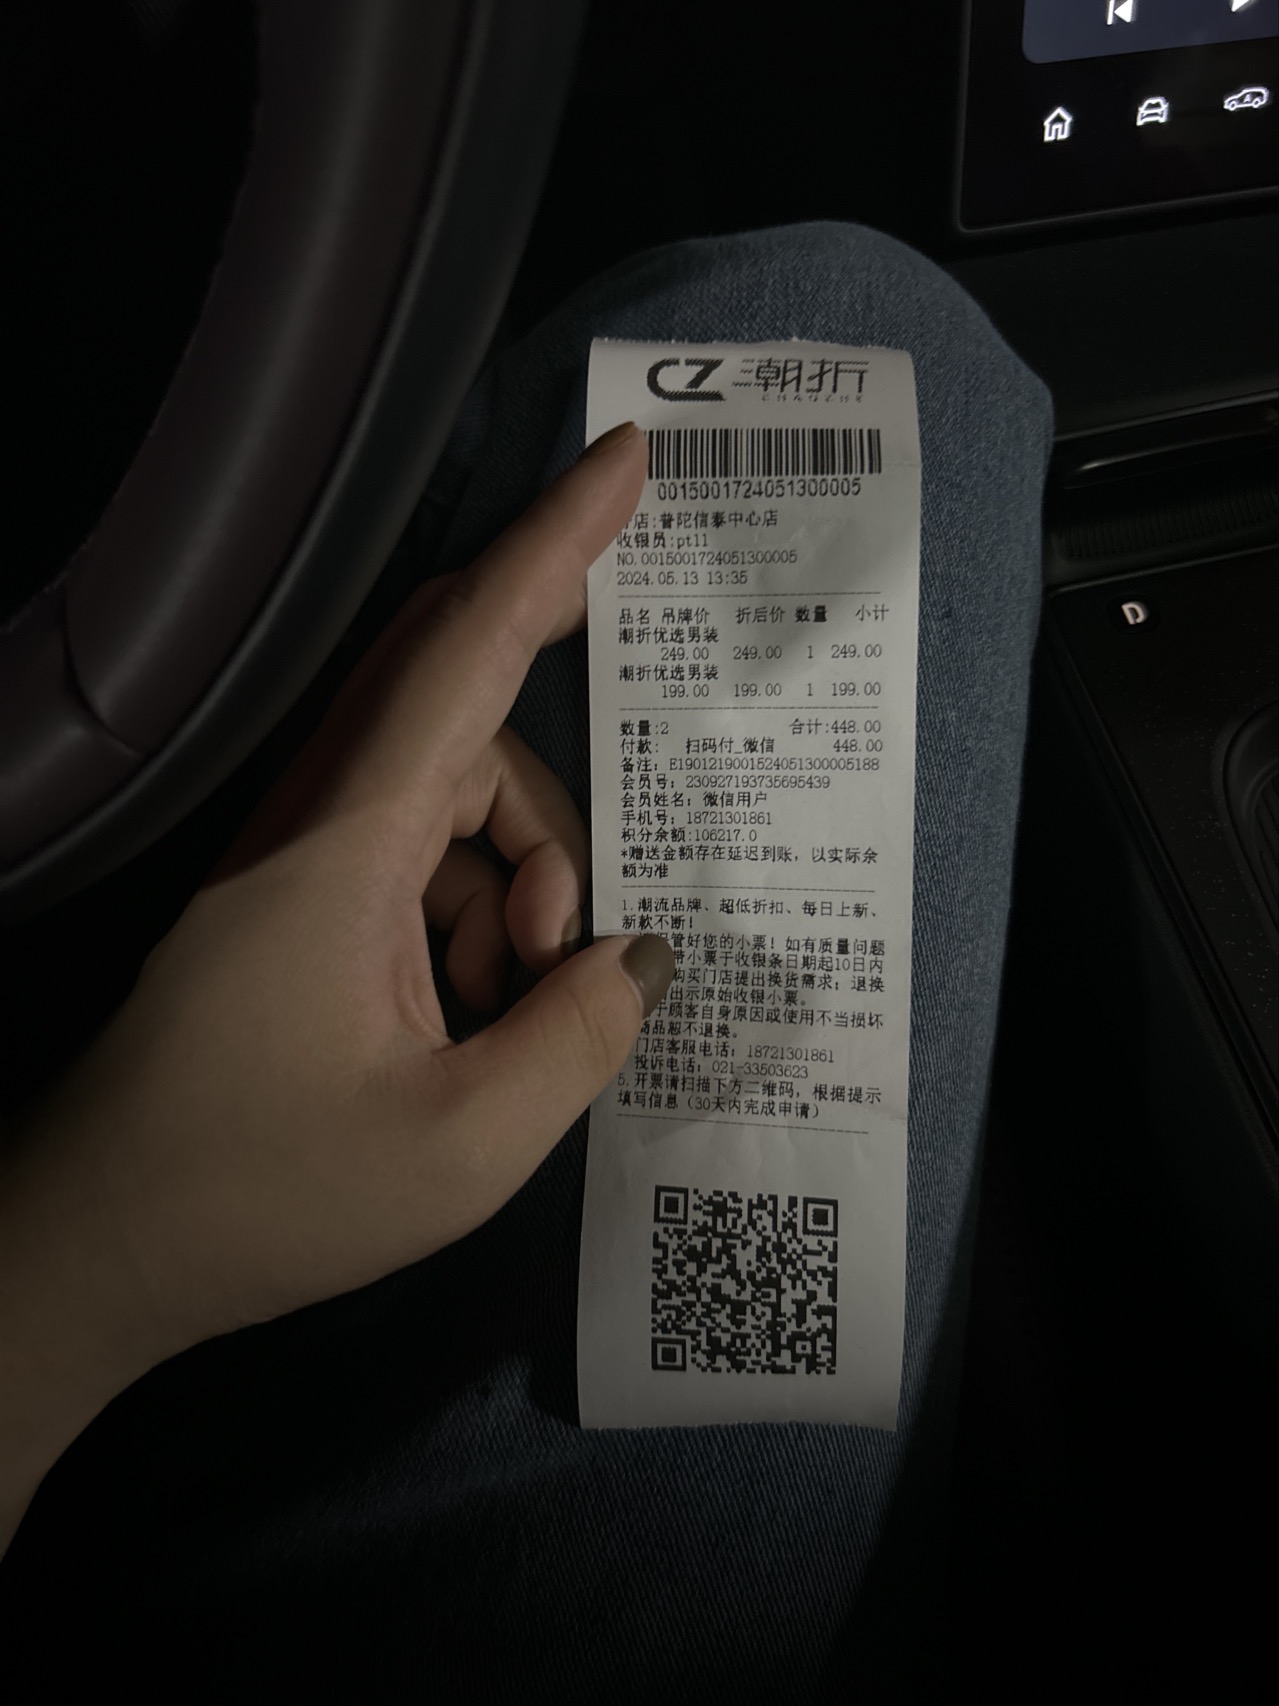 CZ 潮折
0015001724051300005
店:普陀信泰中心店
收银员:pt11
NO.0015001724051300005
2024.05.13 13:35
品名 吊牌价 折后价 数量 小计
潮折优选男装
249.00 249.00 1 249.00
潮折优选男装
199.00 199.00 1 199.00
数量:2 合计:448.00
付款: 扫码付_微信 448.00
备注: E1901219001524051300005188
会员号: 230927193735695439
会员姓名: 微信用户
手机号: 18721301861
积分余额:106217.0
*赠送金额存在延迟到账，以实际余
额为准
1.潮流品牌、超低折扣、每日上新、
新款不断!
保管好您的小票! 如有质量问题
带小票于收银条日期起10日内
购买门店提出换货需求; 退换
出示原始收银小票。
于顾客自身原因或使用不当损坏
商品恕不退换。
门店客服电话: 18721301861
投诉电话: 021-33503623
5.开票请扫描下方二维码，根据提示
填写信息（30天内完成申请）
D